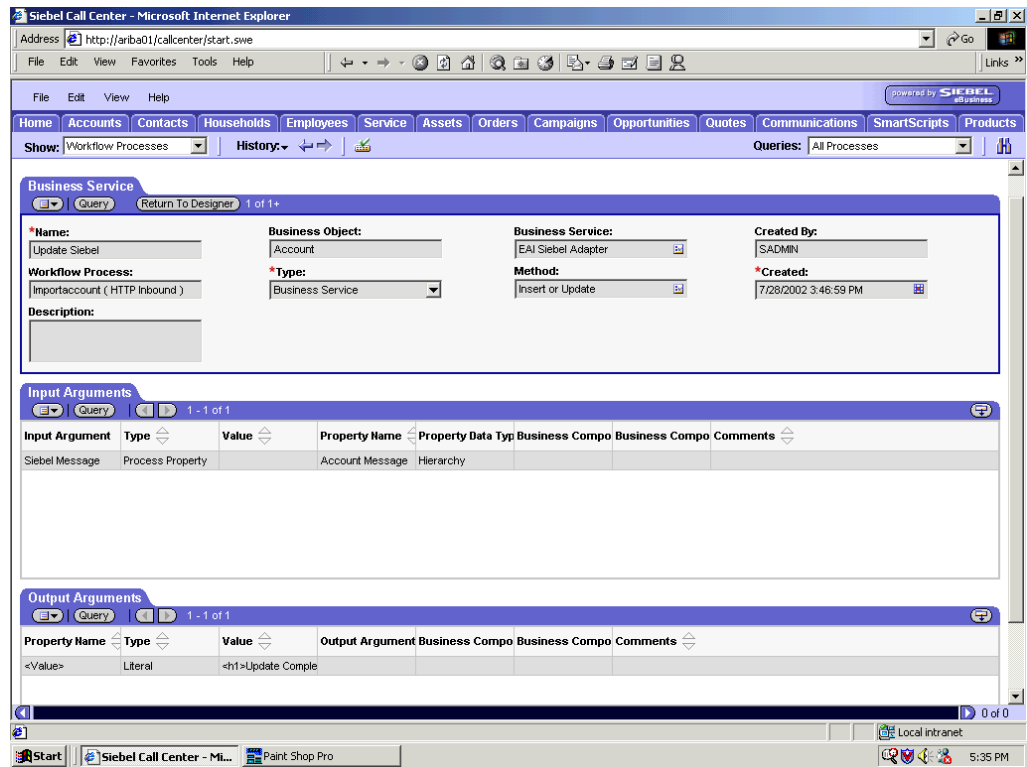 Siebel Call Center - Microsoft Internet Explorer
Address http://ariba01/callcenter/start.swe Go
File Edit View Favorites Tools Help Links »
File Edit View Help powered by SIEBEL eBusiness
Home Accounts Contacts Households Employees Service Assets Orders Campaigns Opportunities Quotes Communications SmartScripts Products
Show: Workflow Processes History: Queries: All Processes
Business Service
Query Return To Designer 1 of 1+
*Name: Business Object: Business Service: Created By:
Update Siebel Account EAI Siebel Adapter SADMIN
Workflow Process: *Type: Method: *Created:
Importaccount ( HTTP Inbound ) Business Service Insert or Update 7/28/2002 3:46:59 PM
Description:
Input Arguments
Query 1 - 1 of 1
Input Argument Type Value Property Name Property Data Typ Business Compo Business Compo Comments
Siebel Message Process Property Account Message Hierarchy
Output Arguments
Query 1 - 1 of 1
Property Name Type Value Output Argument Business Compo Business Compo Comments
<Value> Literal <h1>Update Comple
0 of 0
Local intranet
Start Siebel Call Center - Mi... Paint Shop Pro 5:35 PM